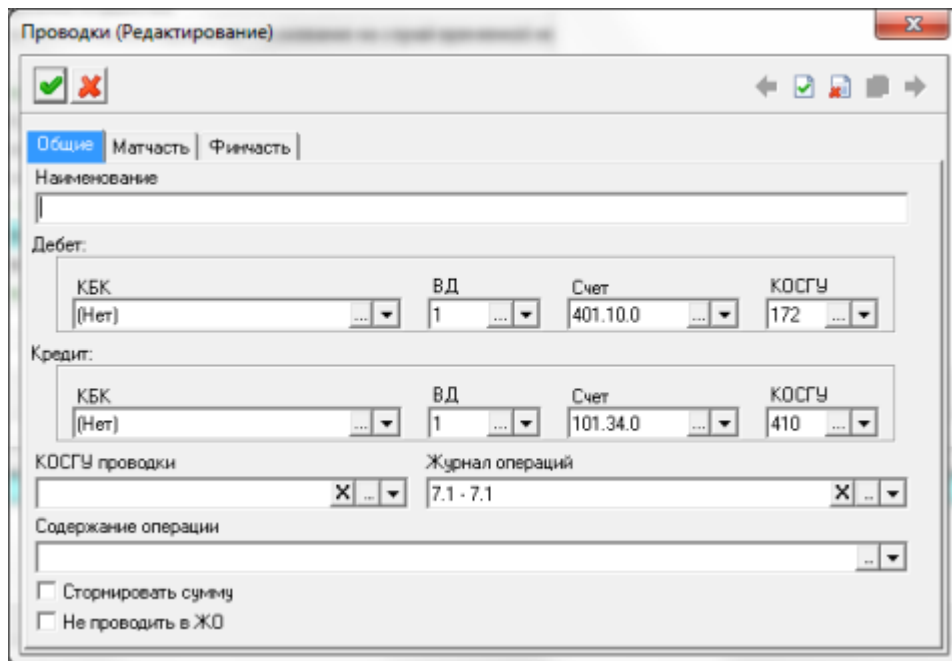 Проводки (Редактирование)
Общие Матчасть Финчасть
Наименование
Дебет:
КБК ВД Счет КОСГУ
(Нет) ... 1 ... 401.10.0 ... 172 ...
Кредит:
КБК ВД Счет КОСГУ
(Нет) ... 1 ... 101.34.0 ... 410 ...
КОСГУ проводки Журнал операций
X ... 7.1 - 7.1 X ...
Содержание операции
...
Сторнировать сумму
Не проводить в ЖО